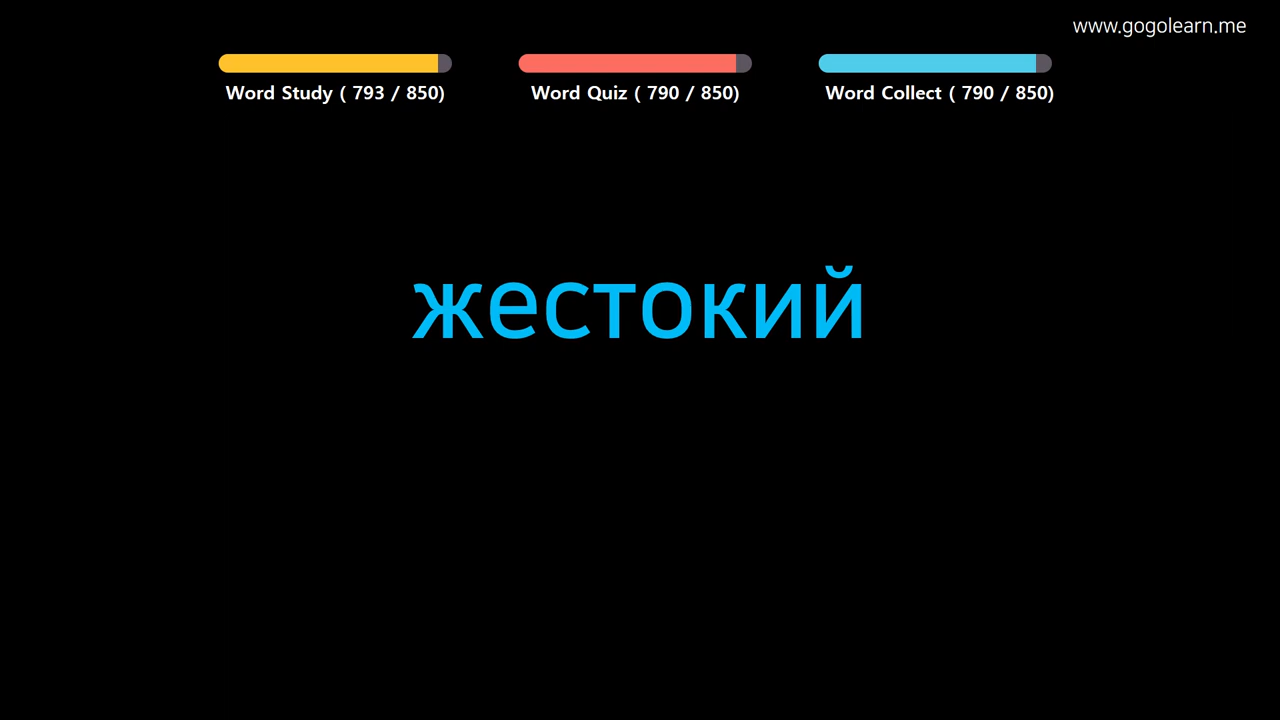 www.gogolearn.me
Word Study ( 793 / 850)
Word Quiz ( 790 / 850)
Word Collect ( 790 / 850)
жестокий